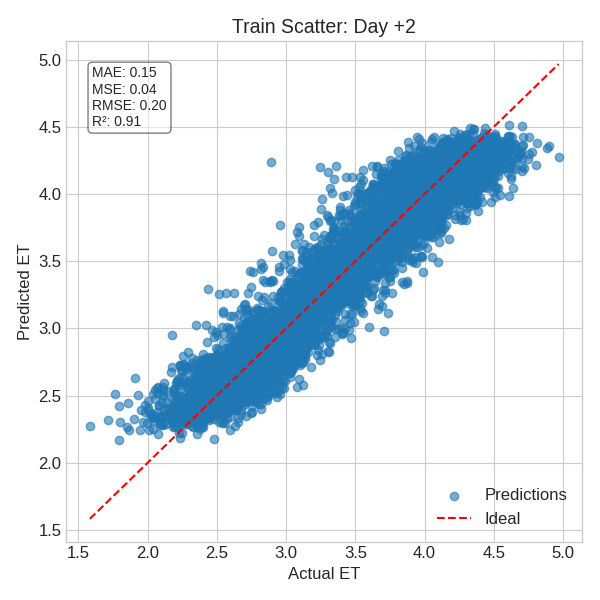 Train Scatter: Day +2
MAE: 0.15
MSE: 0.04
RMSE: 0.20
R²: 0.91
5.0
4.5
4.0
3.5
3.0
2.5
2.0
1.5
Predicted ET
Predictions
Ideal
1.5 2.0 2.5 3.0 3.5 4.0 4.5 5.0
Actual ET